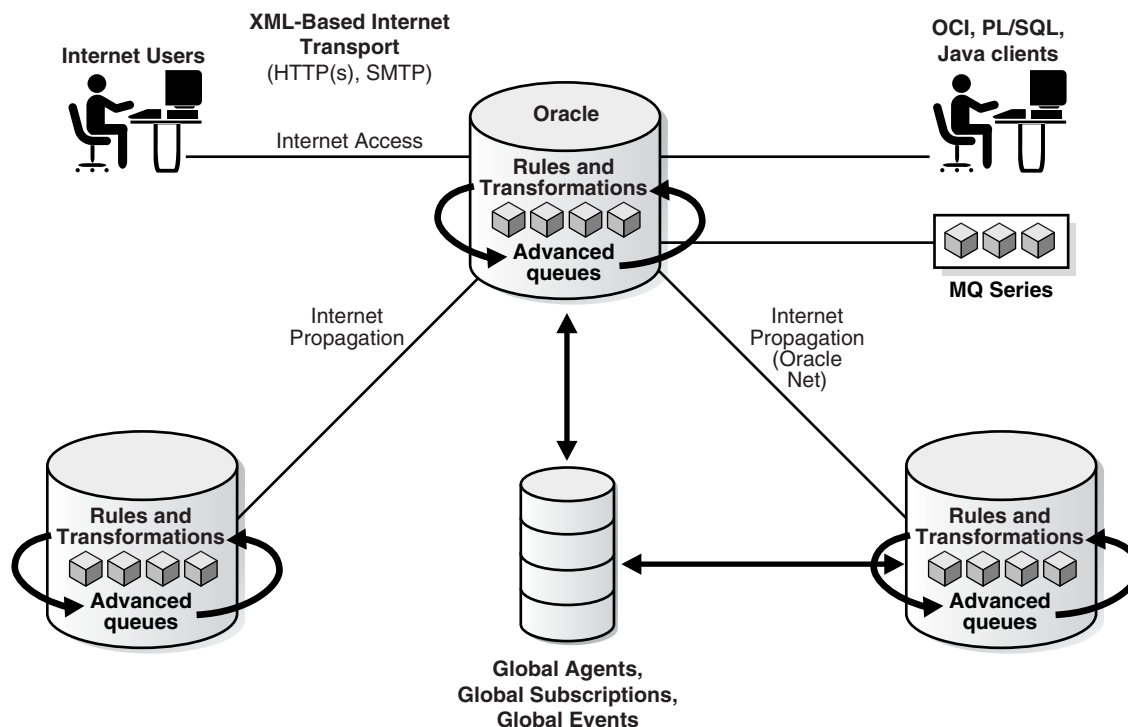 XML-Based Internet
Transport
(HTTP(s), SMTP)
Internet Users
OCI, PL/SQL,
Java clients
Oracle
Internet Access
Rules and
Transformations
Advanced
queues
MQ Series
Internet
Propagation
Internet
Propagation
(Oracle
Net)
Rules and
Transformations
Advanced
queues
Rules and
Transformations
Advanced
queues
Global Agents,
Global Subscriptions,
Global Events